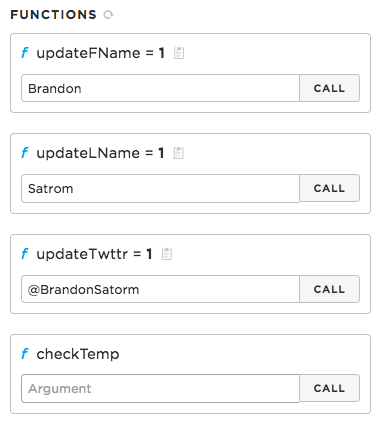 FUNCTIONS
f updateFName = 1
Brandon CALL
f updateLName = 1
Satrom CALL
f updateTwttr = 1
@BrandonSatorm CALL
f checkTemp
Argument CALL